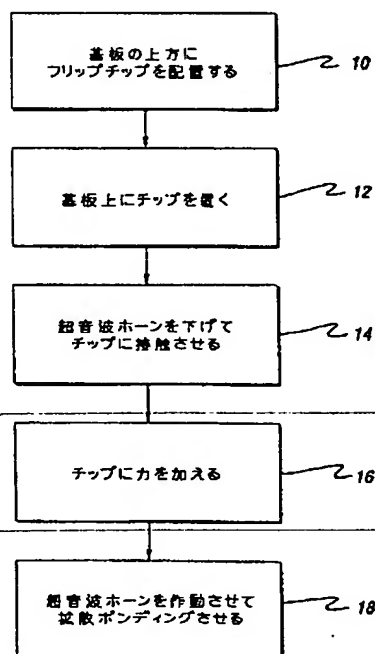 基板の上方に
フリップチップを配置する
10
基板上にチップを置く
12
超音波ホーンを下げて
チップに接触させる
14
チップに力を加える
16
超音波ホーンを作動させて
拡散ボンディングさせる
18